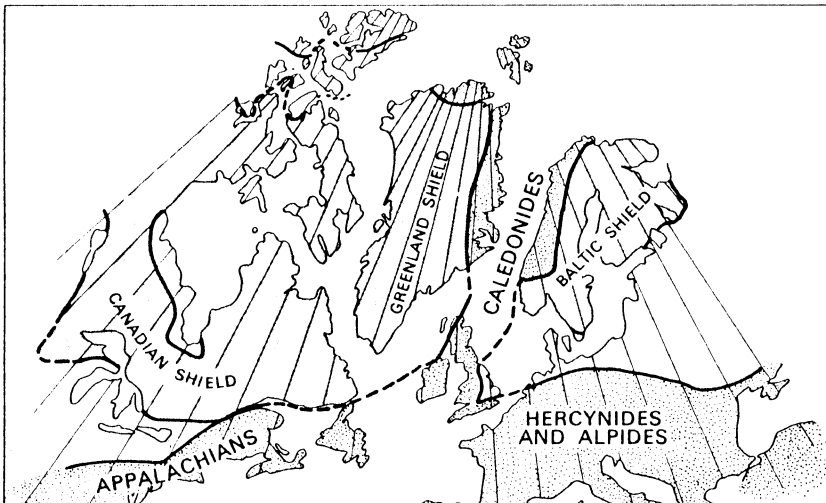 GREENLAND SHIELD
CALEDONIDES
BALTIC SHIELD
CANADIAN SHIELD
APPALACHIANS
HERCYNIDES
AND ALPIDES